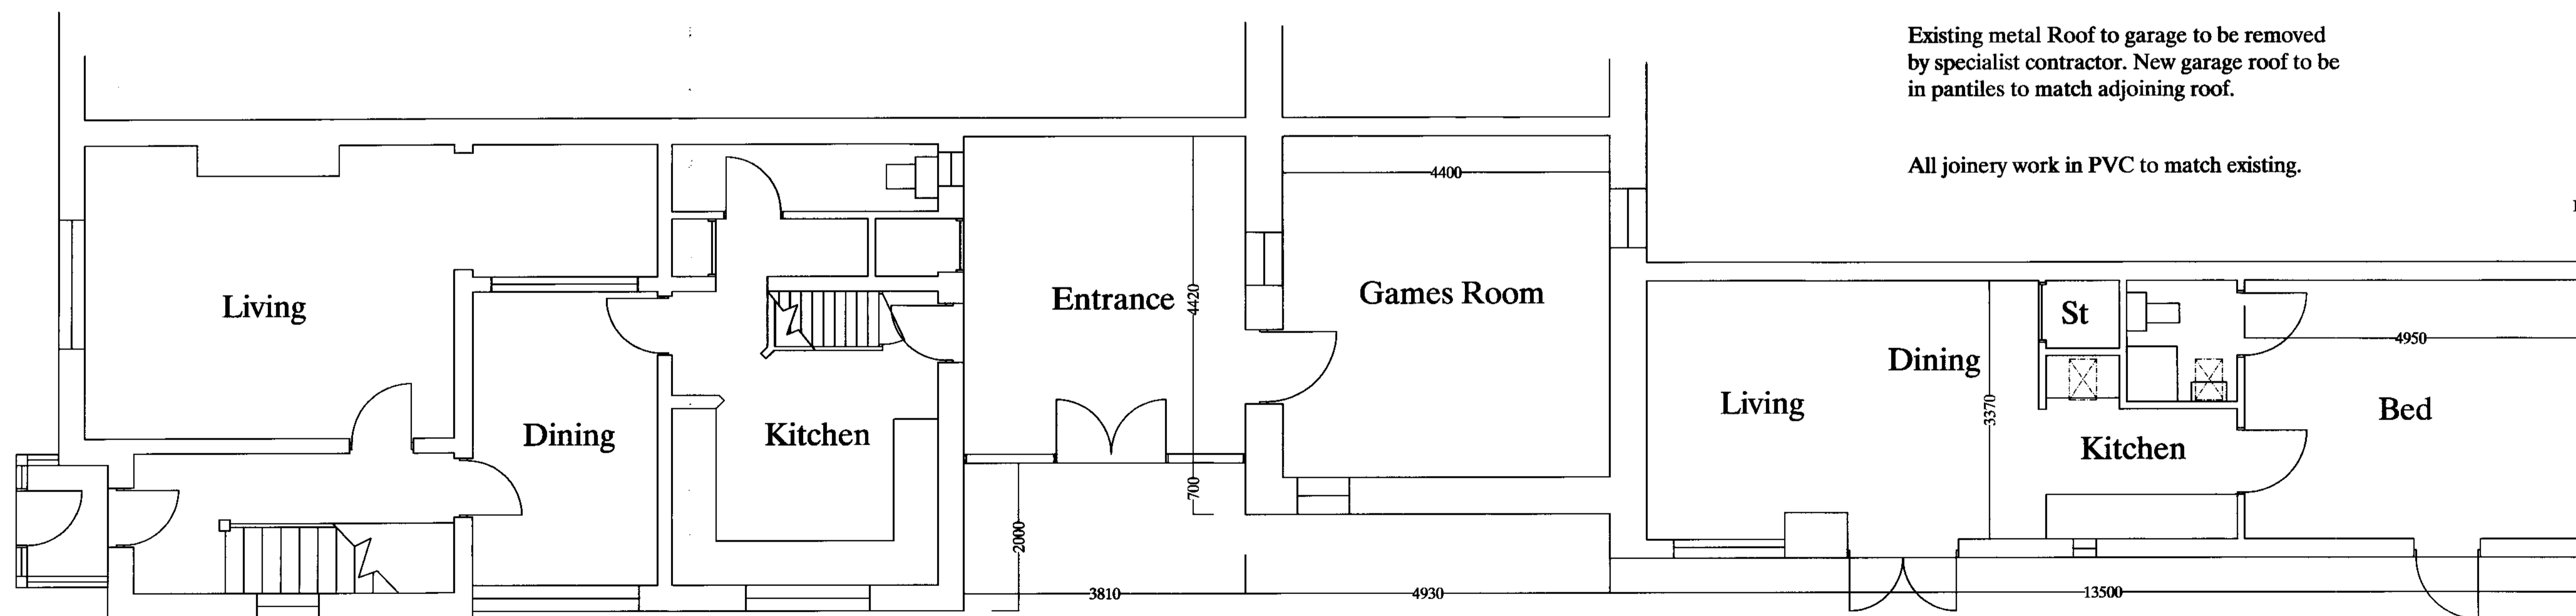 Existing metal Roof to garage to be removed
by specialist contractor. New garage roof to be
in pantiles to match adjoining roof.
All joinery work in PVC to match existing.
4400
Living
Entrance
4420
Games Room
St
Dining
4950
Living
3370
Bed
Dining
Kitchen
Kitchen
700
2000
3810
4930
13500